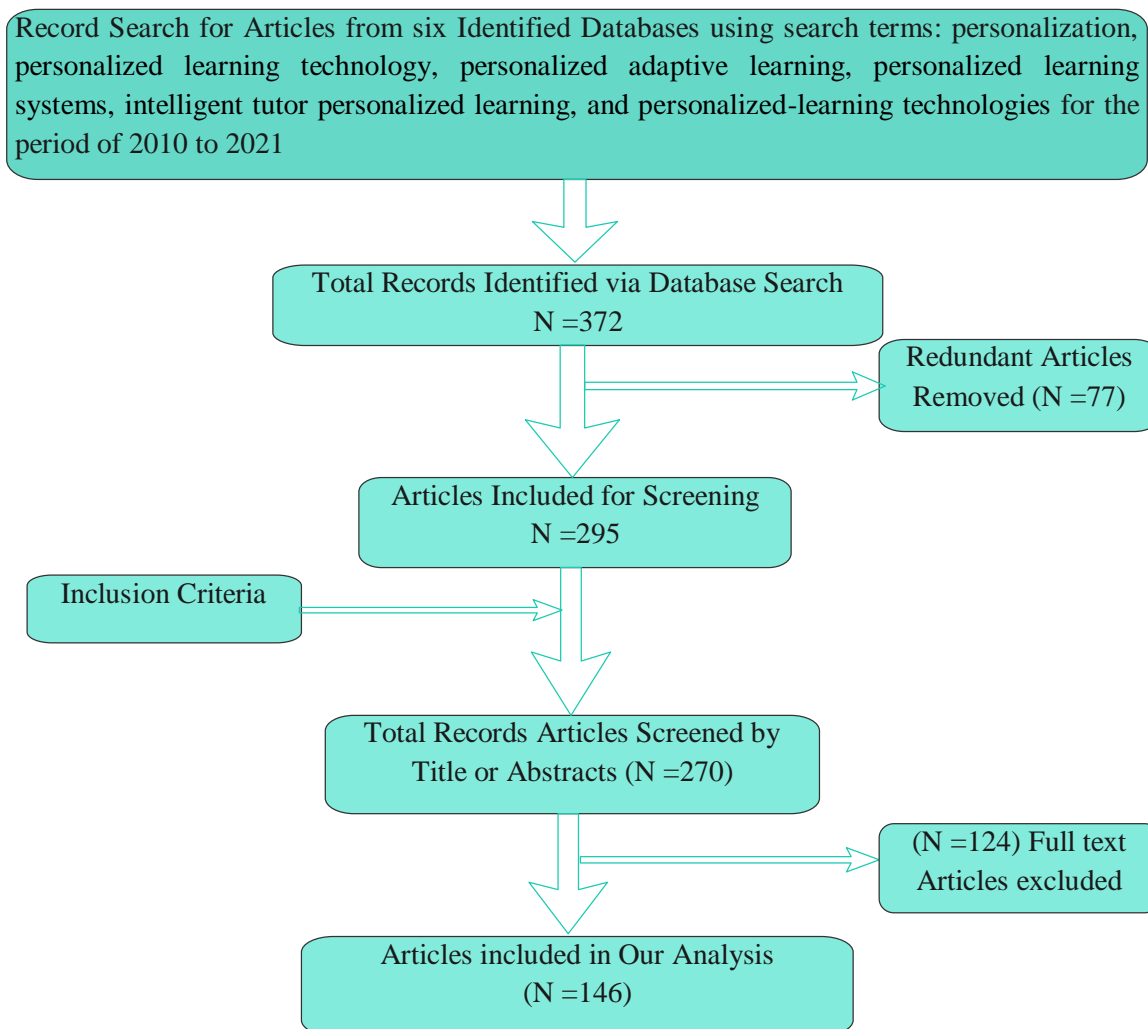 Record Search for Articles from six Identified Databases using search terms: personalization,
personalized learning technology, personalized adaptive learning, personalized learning
systems, intelligent tutor personalized learning, and personalized-learning technologies for the
period of 2010 to 2021
Total Records Identified via Database Search
N =372
Redundant Articles
Removed (N =77)
Articles Included for Screening
N =295
Inclusion Criteria
Total Records Articles Screened by
Title or Abstracts (N =270)
(N =124) Full text
Articles excluded
Articles included in Our Analysis
(N =146)